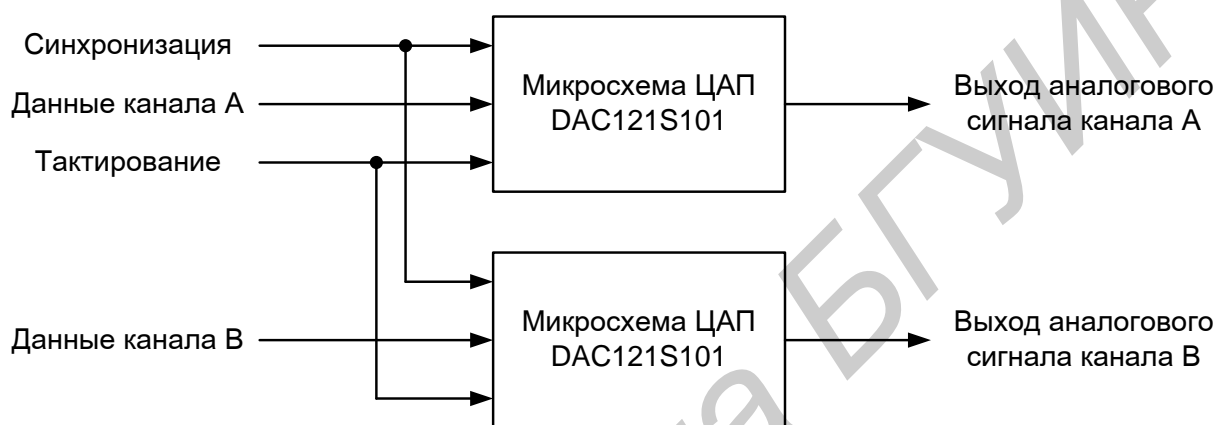 Синхронизация
Данные канала A
Тактирование
Микросхема ЦАП
DAC121S101
Выход аналогового
сигнала канала A
Данные канала B
Микросхема ЦАП
DAC121S101
Выход аналогового
сигнала канала B
БГУИР